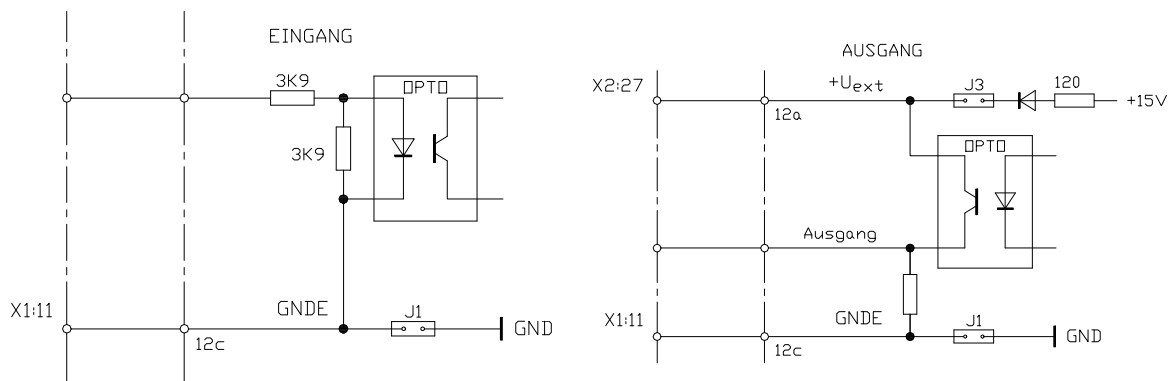 EINGANG
3K9
OPTO
3K9
X1:11
GNDE
J1
GND
12c
AUSGANG
X2:27
+Uext
J3
120
+15V
12a
OPTO
Ausgang
X1:11
GNDE
J1
GND
12c